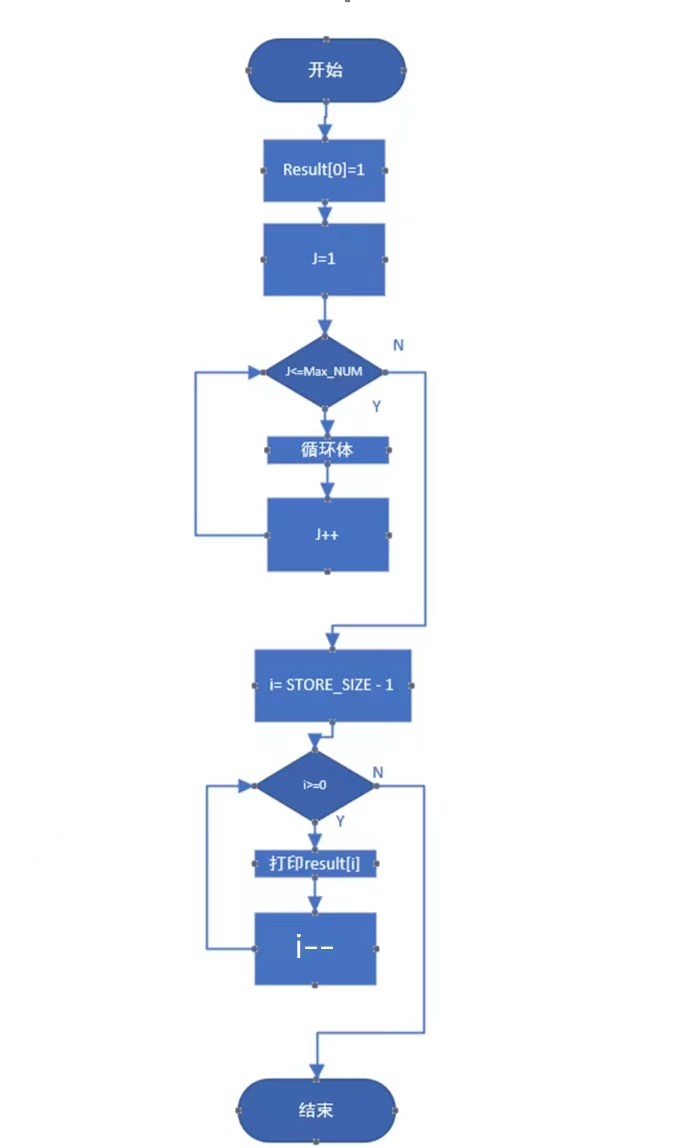 开始
Result[0]=1
J=1
J<=Max_NUM
N
Y
循环体
J++
i= STORE_SIZE - 1
i>=0
N
Y
打印result[i]
i--
结束